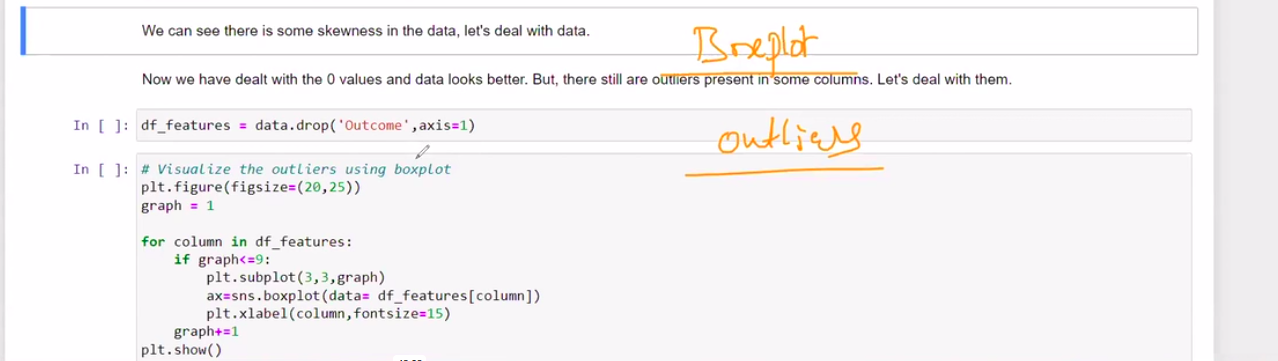 We can see there is some skewness in the data, let's deal with data.
Boxplot
Now we have dealt with the 0 values and data looks better. But, there still are outliers present in some columns. Let's deal with them.
In [ ]: df_features = data.drop('Outcome',axis=1)
outliers
In [ ]: # Visualize the outliers using boxplot
plt.figure(figsize=(20,25))
graph = 1
for column in df_features:
    if graph<=9:
        plt.subplot(3,3,graph)
        ax=sns.boxplot(data= df_features[column])
        plt.xlabel(column,fontsize=15)
    graph+=1
plt.show()